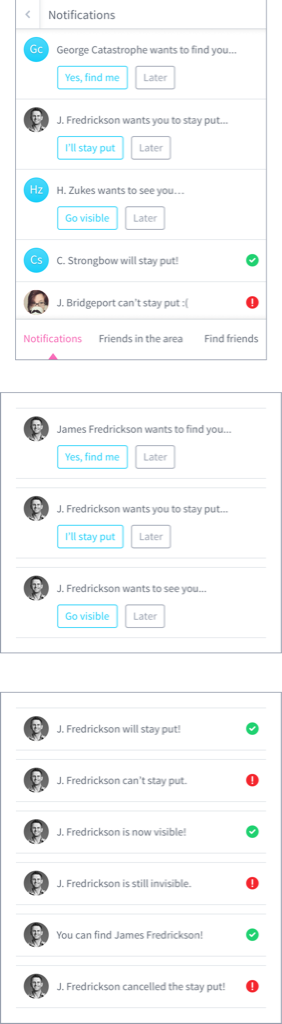 Notifications
Gc
George Catastrophe wants to find you...
Yes, find me
Later
J. Fredrickson wants you to stay put...
I'll stay put
Later
Hz
H. Zukes wants to see you...
Go visible
Later
Cs
C. Strongbow will stay put!
J. Bridgeport can't stay put :(
Notifications
Friends in the area
Find friends
James Fredrickson wants to find you...
Yes, find me
Later
J. Fredrickson wants you to stay put...
I'll stay put
Later
J. Fredrickson wants to see you...
Go visible
Later
J. Fredrickson will stay put!
J. Fredrickson can't stay put.
J. Fredrickson is now visible!
J. Fredrickson is still invisible.
You can find James Fredrickson!
J. Fredrickson cancelled the stay put!